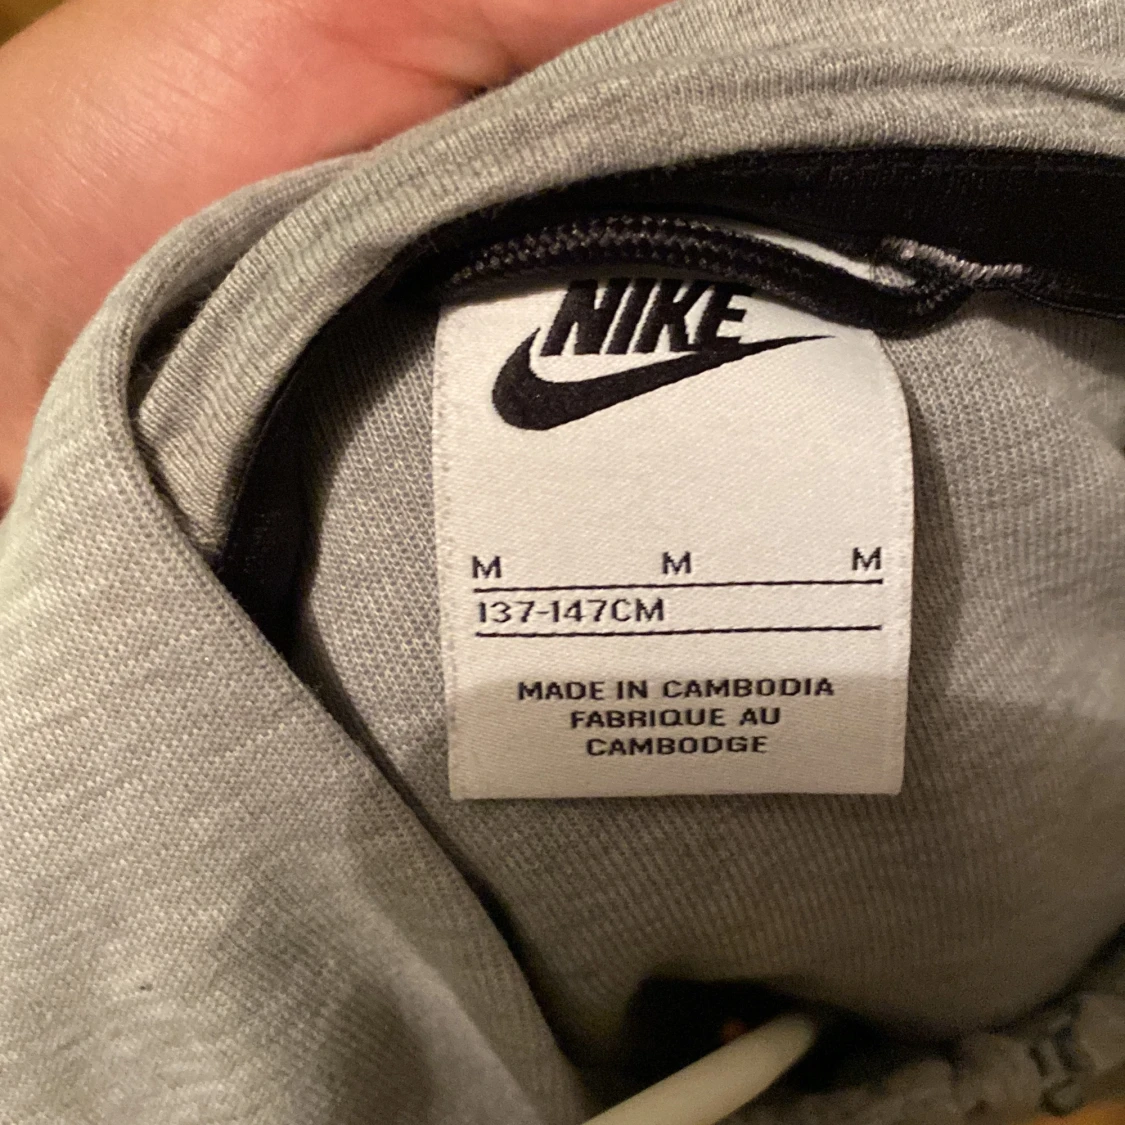 NIKE
M M M
137-147CM
MADE IN CAMBODIA
FABRIQUE AU
CAMBODGE